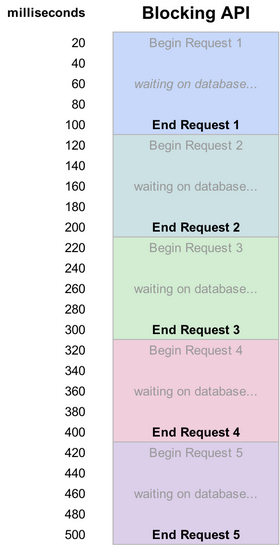 milliseconds Blocking API
20 Begin Request 1
40
60 waiting on database...
80
100 End Request 1
120 Begin Request 2
140
160 waiting on database...
180
200 End Request 2
220 Begin Request 3
240
260 waiting on database...
280
300 End Request 3
320 Begin Request 4
340
360 waiting on database...
380
400 End Request 4
420 Begin Request 5
440
460 waiting on database...
480
500 End Request 5